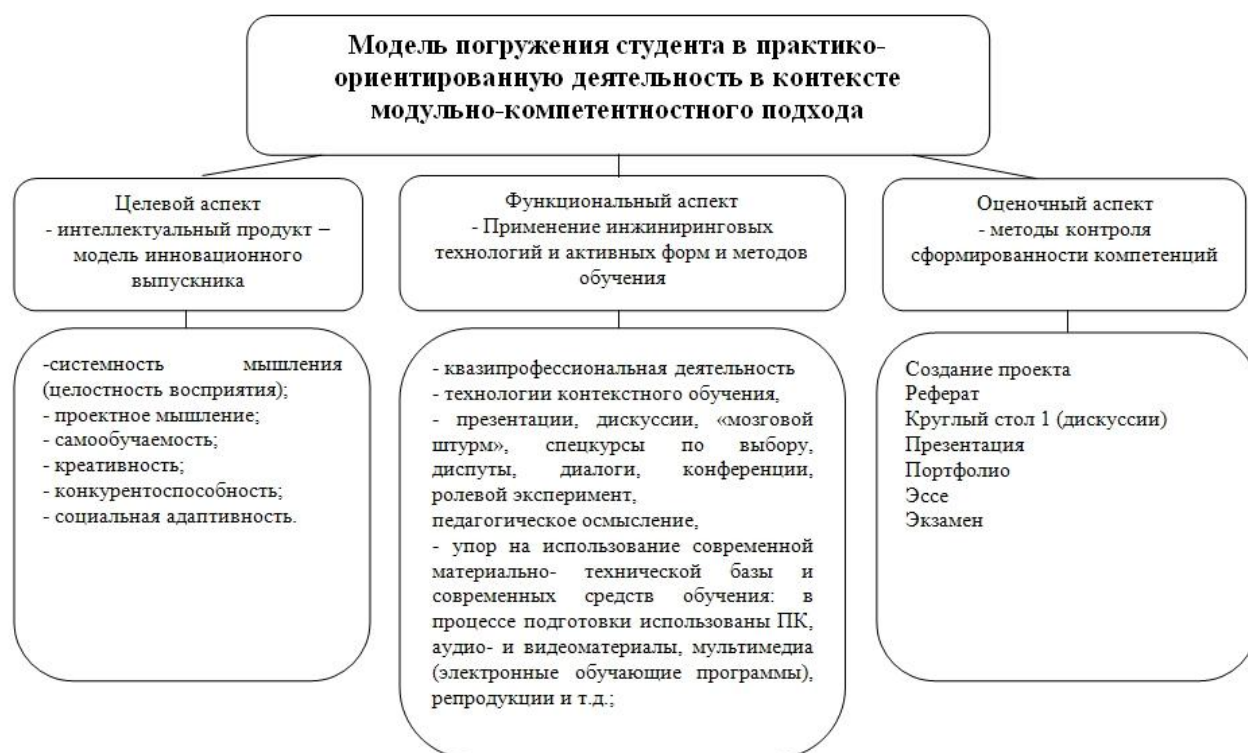 Модель погружения студента в практико-
ориентированную деятельность в контексте
модульно-компетентностного подхода
Целевой аспект
- интеллектуальный продукт –
модель инновационного
выпускника
Функциональный аспект
- Применение инжиниринговых
технологий и активных форм и методов
обучения
Оценочный аспект
- методы контроля
сформированности компетенций
-системность мышления
(целостность восприятия);
- проектное мышление;
- самообучаемость;
- креативность;
- конкурентоспособность;
- социальная адаптивность.
- квазипрофессиональная деятельность
- технологии контекстного обучения,
- презентации, дискуссии, «мозговой
штурм», спецкурсы по выбору,
диспуты, диалоги, конференции,
ролевой эксперимент,
педагогическое осмысление,
- упор на использование современной
материально- технической базы и
современных средств обучения: в
процессе подготовки использованы ПК,
аудио- и видеоматериалы, мультимедиа
(электронные обучающие программы),
репродукции и т.д.;
Создание проекта
Реферат
Круглый стол 1 (дискуссии)
Презентация
Портфолио
Эссе
Экзамен